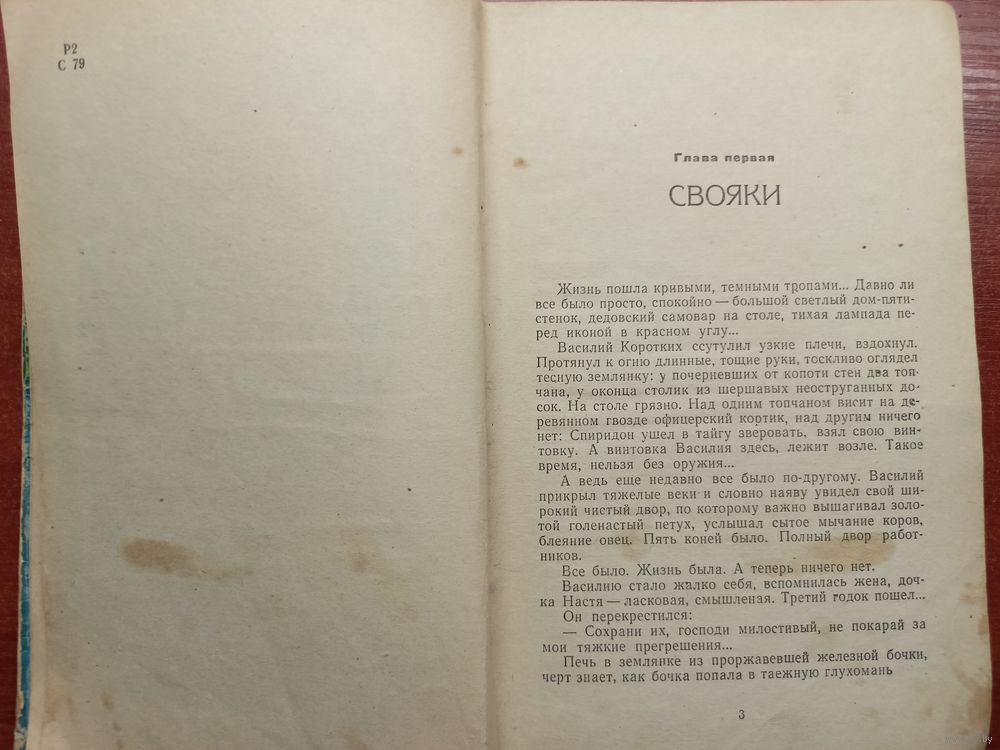 Р2
С 79
Глава первая
СВОЯКИ
Жизнь пошла кривыми, темными тропами... Давно ли
все было просто, спокойно — большой светлый дом-пяти-
стенок, дедовский самовар на столе, тихая лампада пе-
ред иконой в красном углу...
Василий Коротких ссутулил узкие плечи, вздохнул.
Протянул к огню длинные, тощие руки, тоскливо оглядел
тесную землянку: у почерневших от копоти стен два топ-
чана, у оконца столик из шершавых неоструганных до-
сок. На столе грязно. Над одним топчаном висит на де-
ревянном гвозде офицерский кортик, над другим ничего
нет: Спиридон ушел в тайгу зверовать, взял свою вин-
товку. А винтовка Василия здесь, лежит возле. Такое
время, нельзя без оружия...
А ведь еще недавно все было по-другому. Василий
прикрыл тяжелые веки и словно наяву увидел свой ши-
рокий чистый двор, по которому важно вышагивал золо-
той голенастый петух, услышал сытое мычание коров,
блеяние овец. Пять коней было. Полный двор работ-
ников.
Все было. Жизнь была. А теперь ничего нет.
Василию стало жалко себя, вспомнилась жена, доч-
ка Настя — ласковая, смышленая. Третий годок пошел...
Он перекрестился:
— Сохрани их, господи милостивый, не покарай за
мои тяжкие прегрешения...
Печь в землянке из проржавевшей железной бочки,
черт знает, как бочка попала в таежную глухомань
3